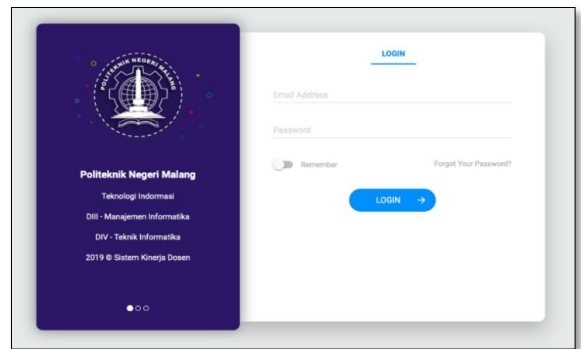 POLITEKNIK NEGERI MALANG
Politeknik Negeri Malang
Teknologi Indormasi
DIII - Manajemen Informatika
DIV - Teknik Informatika
2019 © Sistem Kinerja Dosen
LOGIN
Email Address
Password
Remember
Forgot Your Password?
LOGIN →